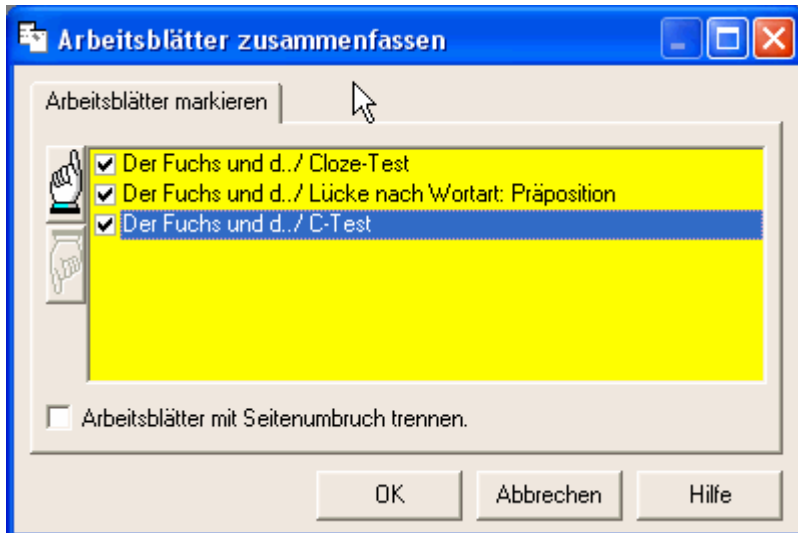 Arbeitsblätter zusammenfassen
Arbeitsblätter markieren
Der Fuchs und d../ Cloze-Test
Der Fuchs und d../ Lücke nach Wortart: Präposition
Der Fuchs und d../ C-Test
Arbeitsblätter mit Seitenumbruch trennen.
OK Abbrechen Hilfe